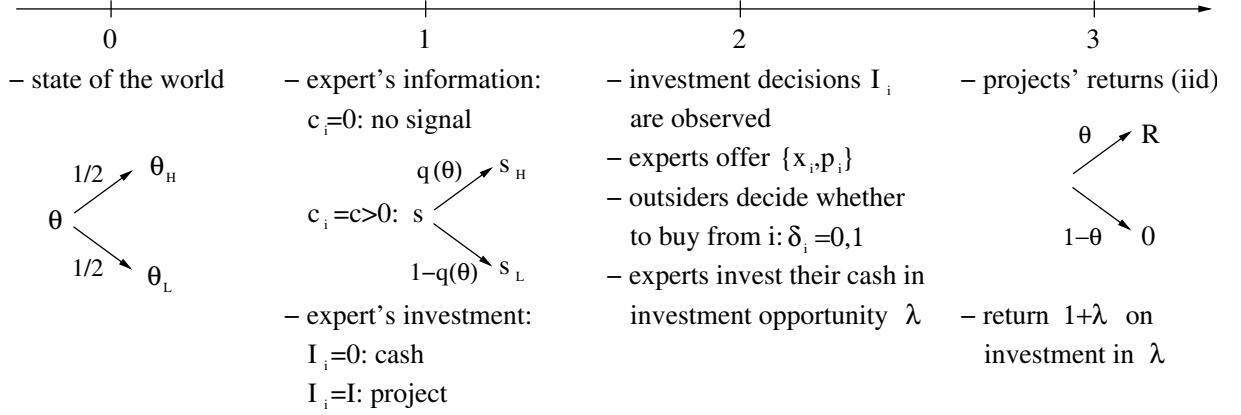 0
– state of the world
1/2
θ_H
θ
1/2
θ_L
1
– expert's information:
c_i=0: no signal
q(θ)
s_H
c_i=c>0: s
1–q(θ)
s_L
– expert's investment:
I_i=0: cash
I_i=I: project
2
– investment decisions I_i
are observed
– experts offer {x_i,p_i}
– outsiders decide whether
to buy from i: δ_i=0,1
– experts invest their cash in
investment opportunity λ
3
– projects' returns (iid)
θ
R
1–θ
0
– return 1+λ on
investment in λ